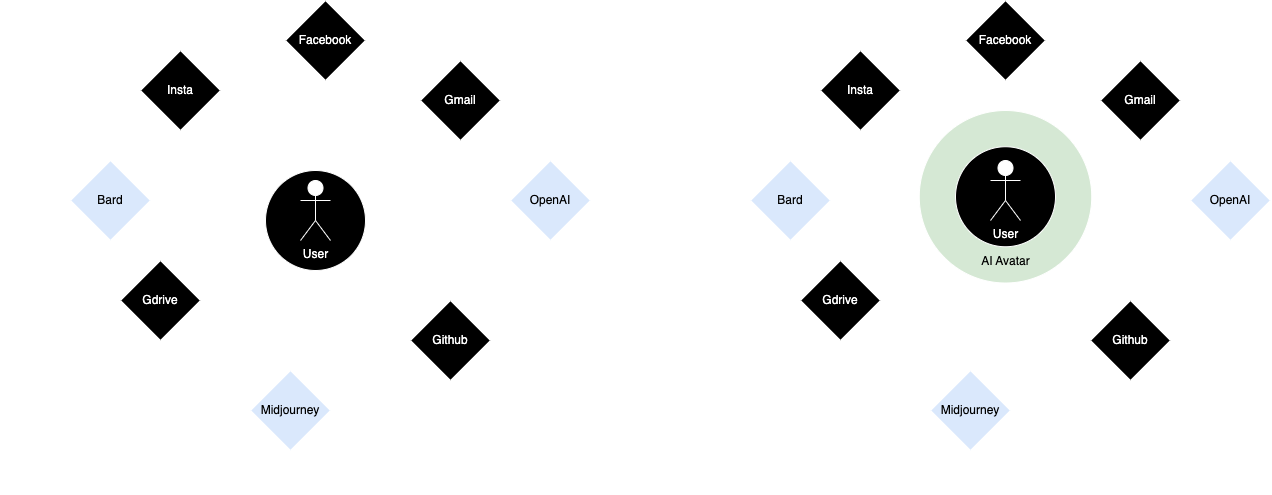 Facebook
Insta
Gmail
Bard
OpenAI
User
Gdrive
Github
Midjourney
Facebook
Insta
Gmail
Bard
OpenAI
User
AI Avatar
Gdrive
Github
Midjourney